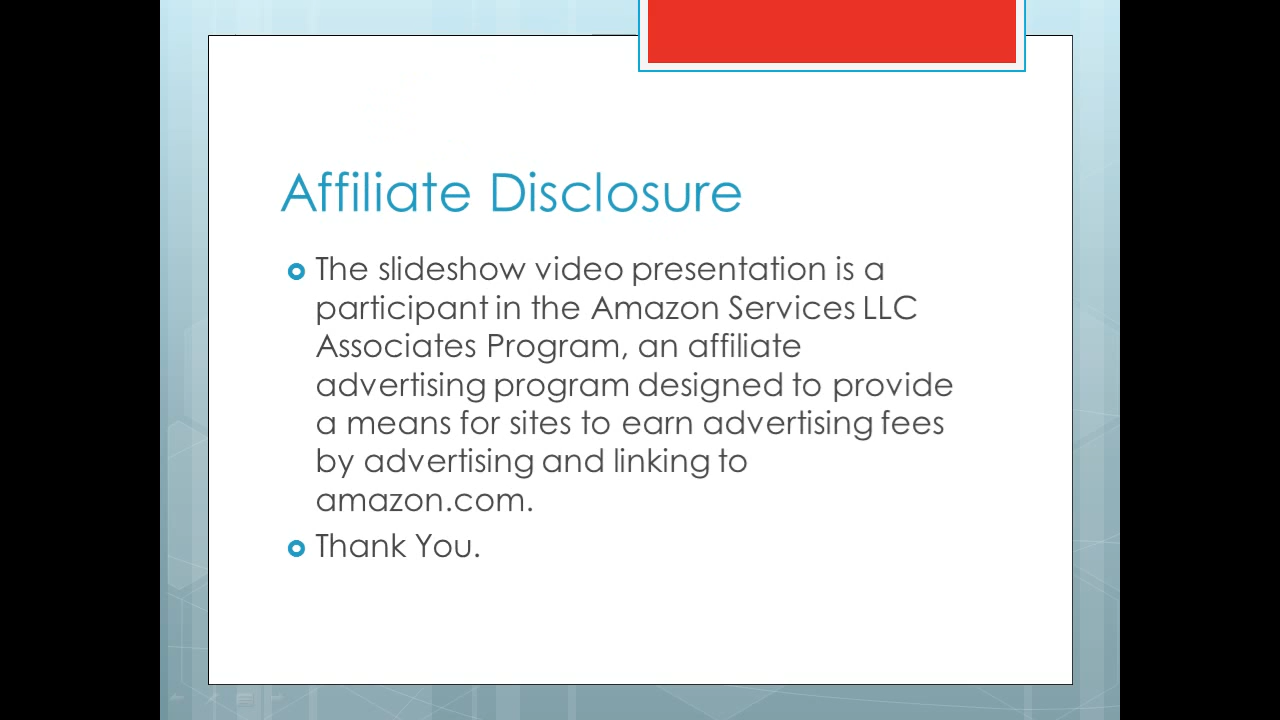 Affiliate Disclosure
The slideshow video presentation is a
participant in the Amazon Services LLC
Associates Program, an affiliate
advertising program designed to provide
a means for sites to earn advertising fees
by advertising and linking to
amazon.com.
Thank You.